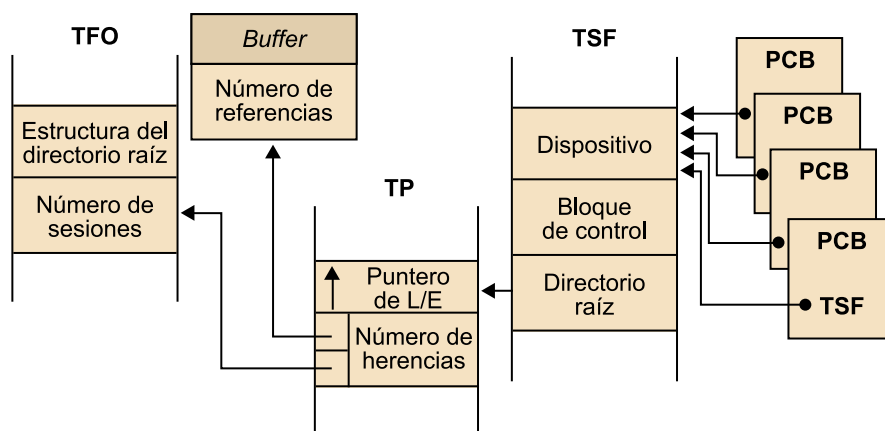 TFO
Buffer
Número de
referencias
Estructura del
directorio raíz
Número de
sesiones
TP
Puntero
de L/E
Número de
herencias
TSF
Dispositivo
Bloque
de control
Directorio
raíz
PCB
PCB
PCB
PCB
TSF